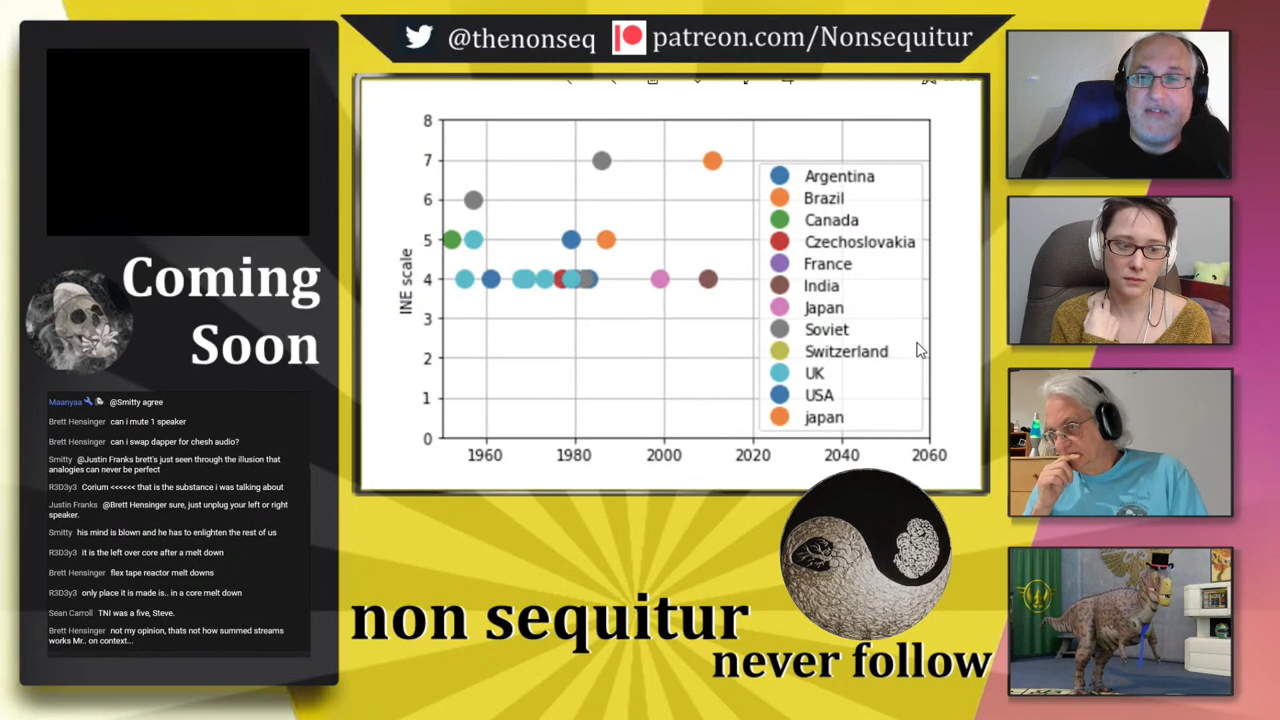 @thenonseq
patreon.com/Nonsequitur
8
7
6
5
4
3
2
1
0
INE scale
1960
1980
2000
2020
2040
2060
Argentina
Brazil
Canada
Czechoslovakia
France
India
Japan
Soviet
Switzerland
UK
USA
japan
Coming
Soon
Maanyaa @Smitty agree
Brett Hensinger can i mute 1 speaker
Brett Hensinger can i swap dapper for chesh audio?
Smitty @Justin Franks brett's just seen through the illusion that
analogies can never be perfect
R3D3y3 Corium <<<<<< that is the substance i was talking about
Justin Franks @Brett Hensinger sure, just unplug your left or right
speaker.
Smitty his mind is blown and he has to enlighten the rest of us
R3D3y3 it is the left over core after a melt down
Brett Hensinger flex tape reactor melt downs
R3D3y3 only place it is made is.. in a core melt down
Sean Carroll TNI was a five, Steve.
Brett Hensinger not my opinion, thats not how summed streams
works Mr.. on context...
non sequitur
never follow